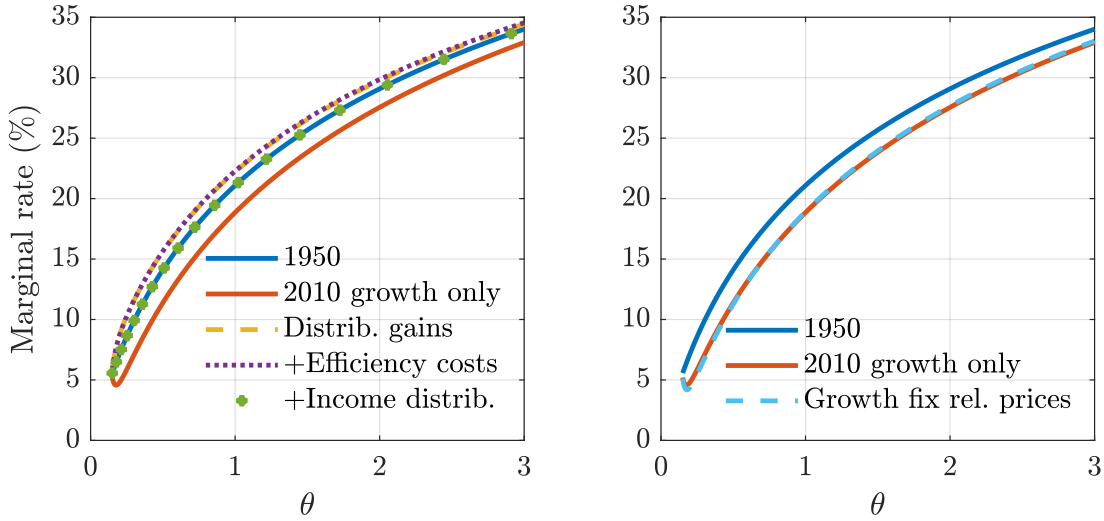 Marginal rate (%)
35
30
25
20
15
10
5
0
0 1 2 3
θ
1950
2010 growth only
Distrib. gains
+Efficiency costs
+Income distrib.
35
30
25
20
15
10
5
0
0 1 2 3
θ
1950
2010 growth only
Growth fix rel. prices